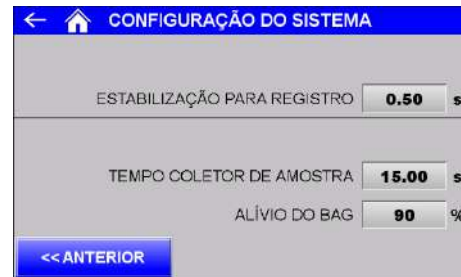 ← CONFIGURAÇÃO DO SISTEMA
ESTABILIZAÇÃO PARA REGISTRO 0.50 s
TEMPO COLETOR DE AMOSTRA 15.00 s
ALÍVIO DO BAG 90 %
<< ANTERIOR